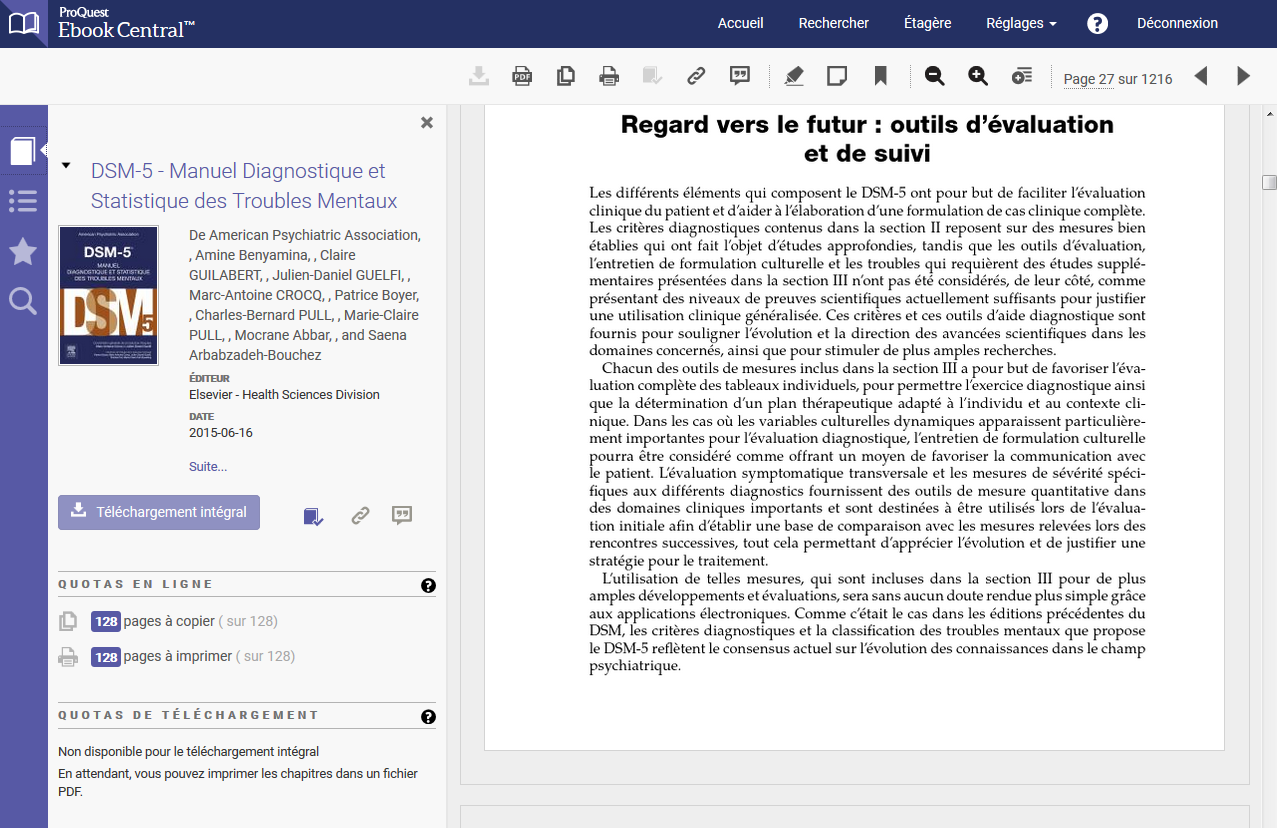 ProQuest
Ebook Central™
Accueil
Rechercher
Étagère
Réglages
?
Déconnexion
PDF
Page 27 sur 1216
DSM-5 - Manuel Diagnostique et
Statistique des Troubles Mentaux
American Psychiatric Association
DSM-5
MANUEL
DIAGNOSTIQUE ET STATISTIQUE
DES TROUBLES MENTAUX
DSM
5
De American Psychiatric Association,
, Amine Benyamina, , Claire
GUILABERT, , Julien-Daniel GUELFI, ,
Marc-Antoine CROCQ, , Patrice Boyer,
, Charles-Bernard PULL, , Marie-Claire
PULL, , Mocrane Abbar, , and Saena
Arbabzadeh-Bouchez
ÉDITEUR
Elsevier - Health Sciences Division
DATE
2015-06-16
Suite...
Téléchargement intégral
QUOTAS EN LIGNE
?
128 pages à copier ( sur 128)
128 pages à imprimer ( sur 128)
QUOTAS DE TÉLÉCHARGEMENT
?
Non disponible pour le téléchargement intégral
En attendant, vous pouvez imprimer les chapitres dans un fichier
PDF.
Regard vers le futur : outils d’évaluation
et de suivi
Les différents éléments qui composent le DSM-5 ont pour but de faciliter l’évaluation
clinique du patient et d’aider à l’élaboration d’une formulation de cas clinique complète.
Les critères diagnostiques contenus dans la section II reposent sur des mesures bien
établies qui ont fait l’objet d’études approfondies, tandis que les outils d’évaluation,
l’entretien de formulation culturelle et les troubles qui requièrent des études supplé-
mentaires présentées dans la section III n’ont pas été considérés, de leur côté, comme
présentant des niveaux de preuves scientifiques actuellement suffisants pour justifier
une utilisation clinique généralisée. Ces critères et ces outils d’aide diagnostique sont
fournis pour souligner l’évolution et la direction des avancées scientifiques dans les
domaines concernés, ainsi que pour stimuler de plus amples recherches.
Chacun des outils de mesures inclus dans la section III a pour but de favoriser l’éva-
luation complète des tableaux individuels, pour permettre l’exercice diagnostique ainsi
que la détermination d’un plan thérapeutique adapté à l’individu et au contexte cli-
nique. Dans les cas où les variables culturelles dynamiques apparaissent particulière-
ment importantes pour l’évaluation diagnostique, l’entretien de formulation culturelle
pourra être considéré comme offrant un moyen de favoriser la communication avec
le patient. L’évaluation symptomatique transversale et les mesures de sévérité spéci-
fiques aux différents diagnostics fournissent des outils de mesure quantitative dans
des domaines cliniques importants et sont destinées à être utilisés lors de l’évalua-
tion initiale afin d’établir une base de comparaison avec les mesures relevées lors des
rencontres successives, tout cela permettant d’apprécier l’évolution et de justifier une
stratégie pour le traitement.
L’utilisation de telles mesures, qui sont incluses dans la section III pour de plus
amples développements et évaluations, sera sans aucun doute rendue plus simple grâce
aux applications électroniques. Comme c’était le cas dans les éditions précédentes du
DSM, les critères diagnostiques et la classification des troubles mentaux que propose
le DSM-5 reflètent le consensus actuel sur l’évolution des connaissances dans le champ
psychiatrique.